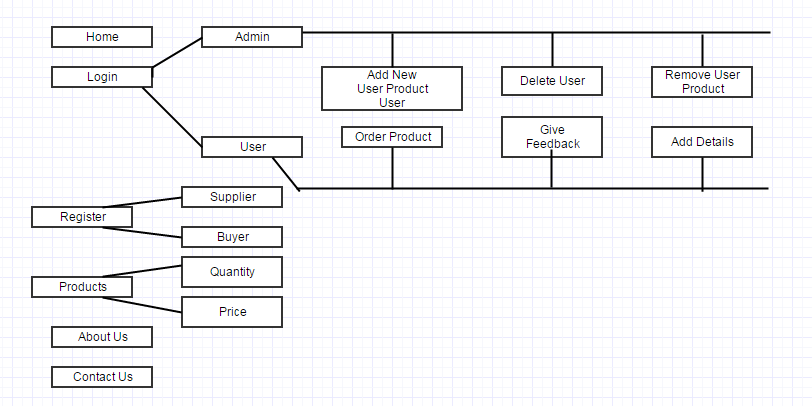 Home
Admin
Login
Add New
User Product
User
Delete User
Remove User
Product
Order Product
Give
Feedback
Add Details
User
Supplier
Register
Buyer
Quantity
Products
Price
About Us
Contact Us